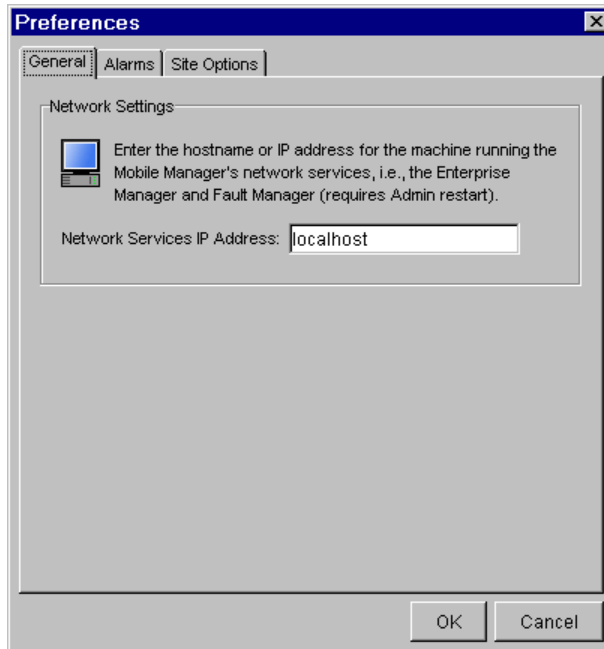 Preferences
General
Alarms
Site Options
Network Settings
Enter the hostname or IP address for the machine running the
Mobile Manager's network services, i.e., the Enterprise
Manager and Fault Manager (requires Admin restart).
Network Services IP Address: localhost
OK
Cancel